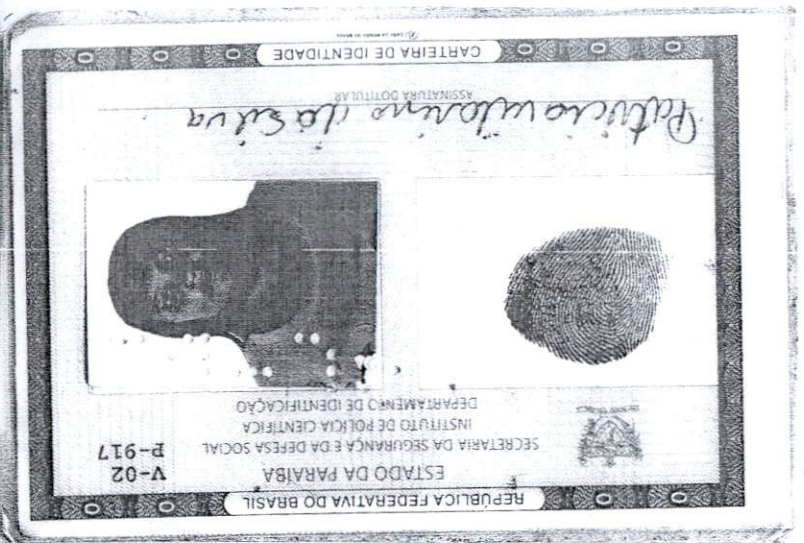 REPÚBLICA FEDERATIVA DO BRASIL
ESTADO DA PARAÍBA
V-02
SECRETARIA DA SEGURANÇA E DA DEFESA SOCIAL
P-917
INSTITUTO DE POLÍCIA CIENTÍFICA
DEPARTAMENTO DE IDENTIFICAÇÃO
da Silva
ASSINATURA DO TITULAR
CARTEIRA DE IDENTIDADE